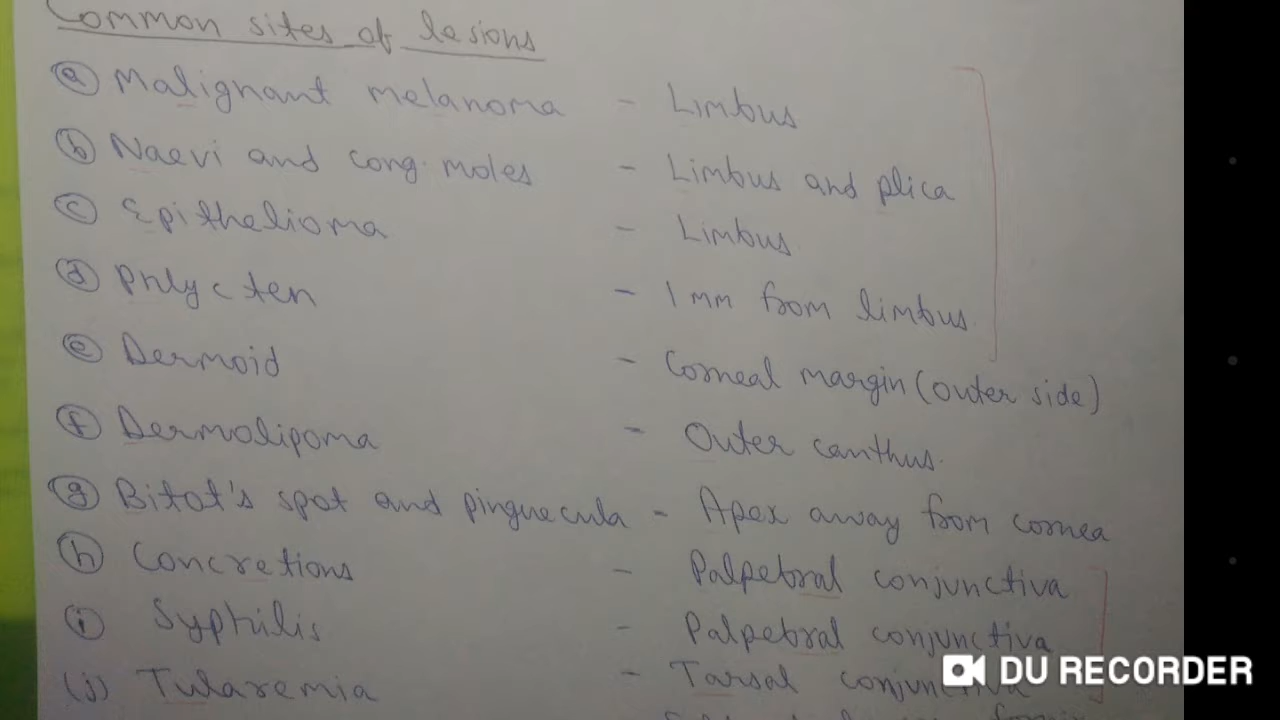 Common sites of lesions
(a) Malignant melanoma - Limbus
(b) Naevi and cong. moles - Limbus and plica
(c) Epithelioma - Limbus
(d) Phlycten - 1 mm from limbus
(e) Dermoid - Corneal margin (outer side)
(f) Dermolipoma - Outer canthus.
(g) Bitot's spot and pinguecula - Apex away from cornea
(h) Concretions - Palpebral conjunctiva
(i) Syphilis - Palpebral conjunctiva
(j) Tularemia - Tarsal conjunctiva
DU RECORDER